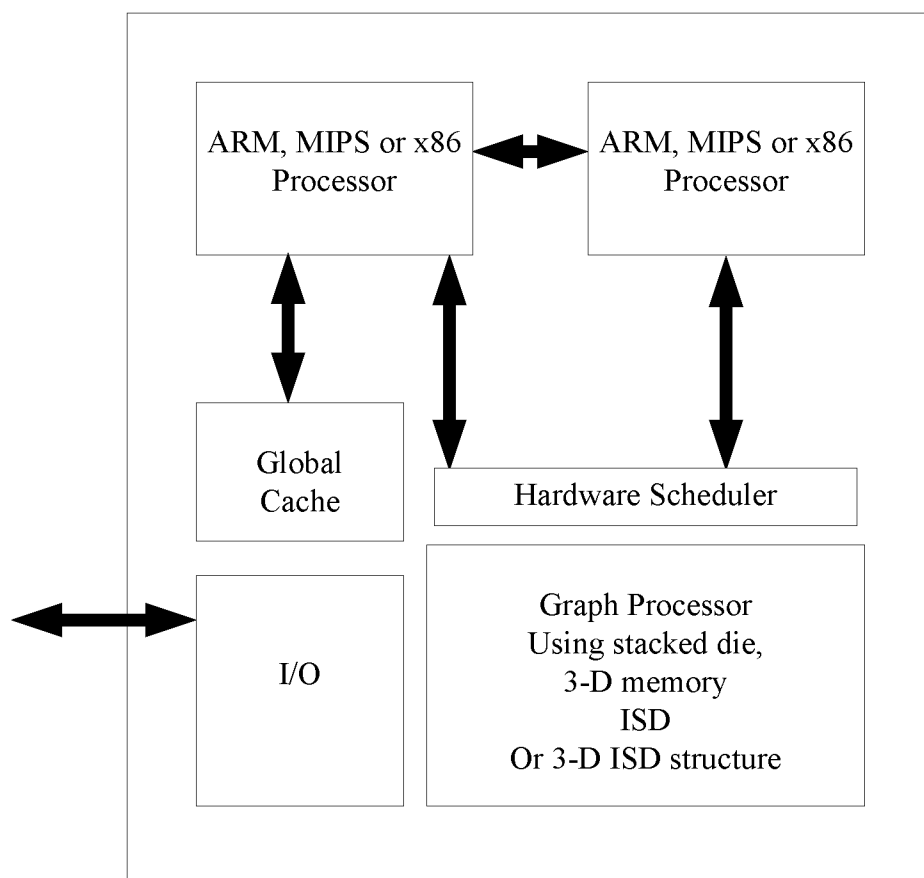 ARM, MIPS or x86
Processor
ARM, MIPS or x86
Processor
Global
Cache
Hardware Scheduler
I/O
Graph Processor
Using stacked die,
3-D memory
ISD
Or 3-D ISD structure